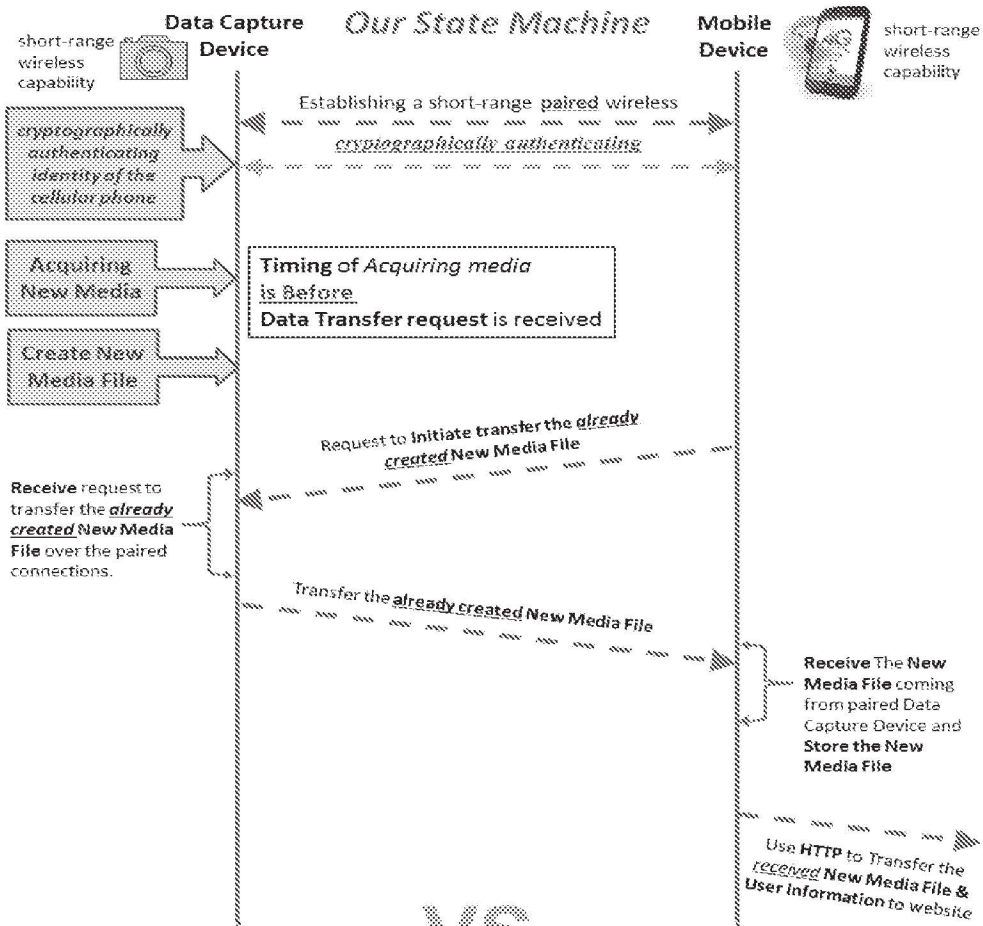 Our State Machine
Data Capture
Device
Mobile
Device
short-range
wireless
capability
short-range
wireless
capability
Establishing a short-range paired wireless
cryptographically authenticating
cryptographically
authenticating
identity of the
cellular phone
Acquiring
New Media
Timing of Acquiring media
is Before
Data Transfer request is received
Create New
Media File
Request to Initiate transfer the already
created New Media File
Receive request to
transfer the already
created New Media
File over the paired
connections.
Transfer the already created New Media File
Receive The New
Media File coming
from paired Data
Capture Device and
Store the New
Media File
Use HTTP to Transfer the
received New Media File &
User Information to website
VS